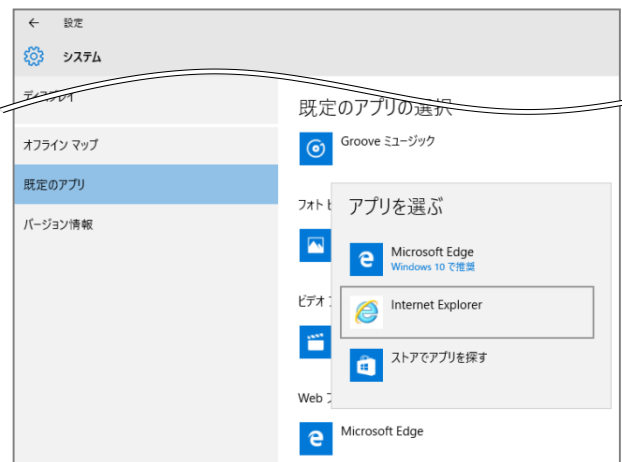 ← 設定
システム
ディスプレイ
既定のアプリの選択
オフライン マップ
Groove ミュージック
既定のアプリ
バージョン情報
フォト
アプリを選ぶ
Microsoft Edge
Windows 10 で推奨
ビデオ
Internet Explorer
ストアでアプリを探す
Web
Microsoft Edge